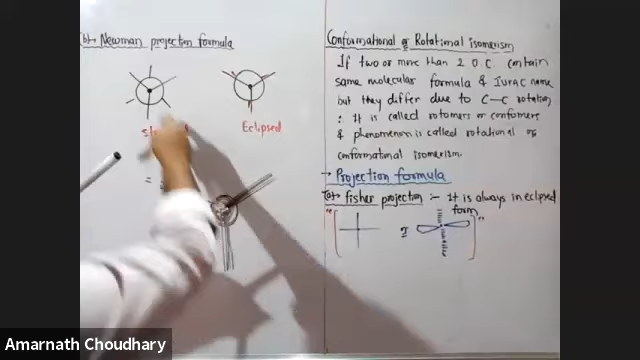 (b) Newman projection formula
Eclipsed
Conformational or Rotational isomerism
If two or more than 2 O.C. contain
same molecular formula & IUPAC name
but they differ due to C–C rotation
: It is called rotomers or confomers
& phenomenon is called rotational or
conformational isomerism.
→ Projection formula
(a) fisher projection :- It is always in eclipsed
form
Amarnath Choudhary